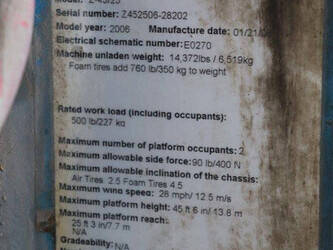 Z-45/25
Serial number: Z452506-28202
Model year: 2006 Manufacture date: 01/21/
Electrical schematic number: E0270
Machine unladen weight: 14,372lbs / 6,519kg
Foam tires add 760 lb/350 kg to weight
Rated work load (including occupants):
500 lb/227 kg
Maximum number of platform occupants: 2
Maximum allowable side force: 90 lb/400 N
Maximum allowable inclination of the chassis:
Air Tires 2.5 Foam Tires 4.5
Maximum wind speed: 28 mph/ 12.5 m/s
Maximum platform height: 45 ft 6 in/ 13.8 m
Maximum platform reach:
25 ft 3 in/7.7 m
N/A
Gradeability: N/A